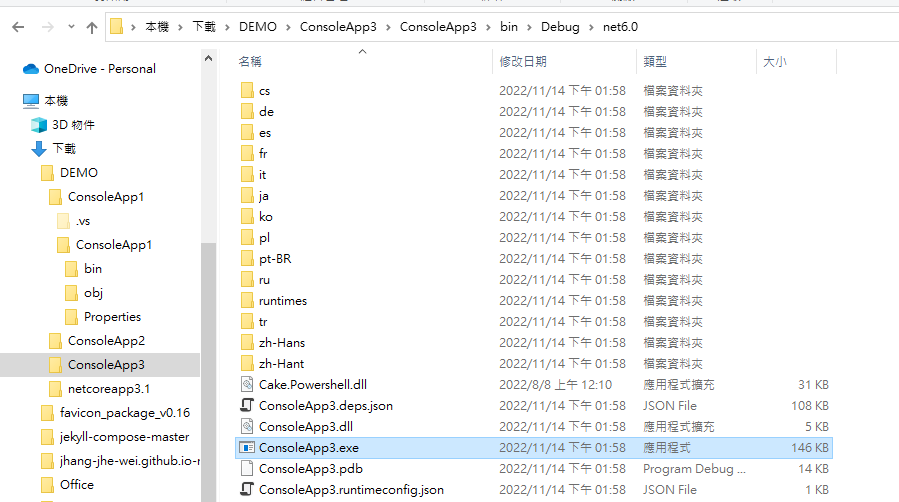 本機 > 下載 > DEMO > ConsoleApp3 > ConsoleApp3 > bin > Debug > net6.0
名稱 修改日期 類型 大小
OneDrive - Personal
本機
3D 物件
下載
DEMO
ConsoleApp1
.vs
ConsoleApp1
bin
obj
Properties
ConsoleApp2
ConsoleApp3
netcoreapp3.1
favicon_package_v0.16
jekyll-compose-master
jhang-jhe-wei.github.io-r
Office
cs 2022/11/14 下午 01:58 檔案資料夾
de 2022/11/14 下午 01:58 檔案資料夾
es 2022/11/14 下午 01:58 檔案資料夾
fr 2022/11/14 下午 01:58 檔案資料夾
it 2022/11/14 下午 01:58 檔案資料夾
ja 2022/11/14 下午 01:58 檔案資料夾
ko 2022/11/14 下午 01:58 檔案資料夾
pl 2022/11/14 下午 01:58 檔案資料夾
pt-BR 2022/11/14 下午 01:58 檔案資料夾
ru 2022/11/14 下午 01:58 檔案資料夾
runtimes 2022/11/14 下午 01:58 檔案資料夾
tr 2022/11/14 下午 01:58 檔案資料夾
zh-Hans 2022/11/14 下午 01:58 檔案資料夾
zh-Hant 2022/11/14 下午 01:58 檔案資料夾
Cake.Powershell.dll 2022/8/8 上午 12:10 應用程式擴充 31 KB
ConsoleApp3.deps.json 2022/11/14 下午 01:58 JSON File 108 KB
ConsoleApp3.dll 2022/11/14 下午 01:58 應用程式擴充 5 KB
ConsoleApp3.exe 2022/11/14 下午 01:58 應用程式 146 KB
ConsoleApp3.pdb 2022/11/14 下午 01:58 Program Debug ... 14 KB
ConsoleApp3.runtimeconfig.json 2022/11/14 下午 01:58 JSON File 1 KB